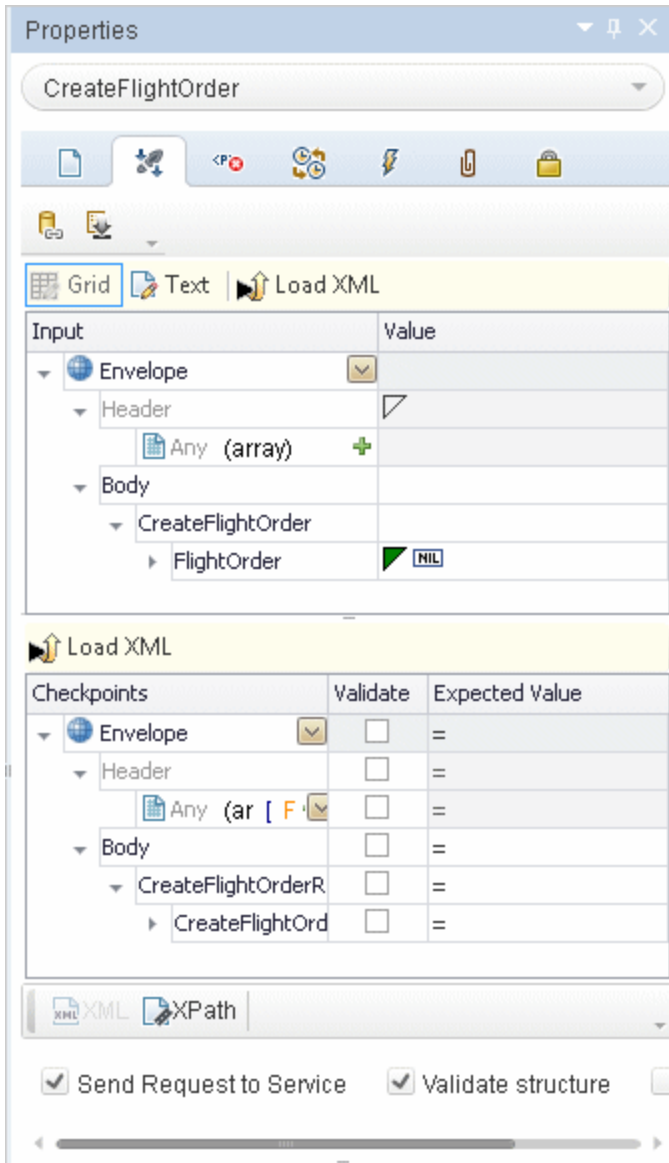 Properties
CreateFlightOrder
<P>
Grid Text Load XML
Input Value
Envelope
Header
Any (array)
Body
CreateFlightOrder
FlightOrder NIL
Load XML
Checkpoints Validate Expected Value
Envelope =
Header =
Any (ar [ F =
Body =
CreateFlightOrderR =
CreateFlightOrd =
XML XML XPath
Send Request to Service Validate structure